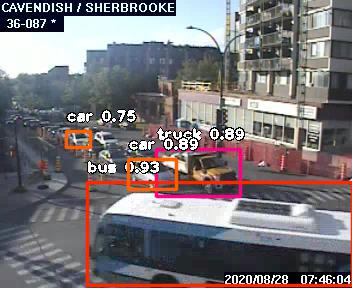 CAVENDISH / SHERBROOKE
36-087 *
car 0.75
truck 0.89
car 0.89
bus 0.93
2020/08/28 07:46:04